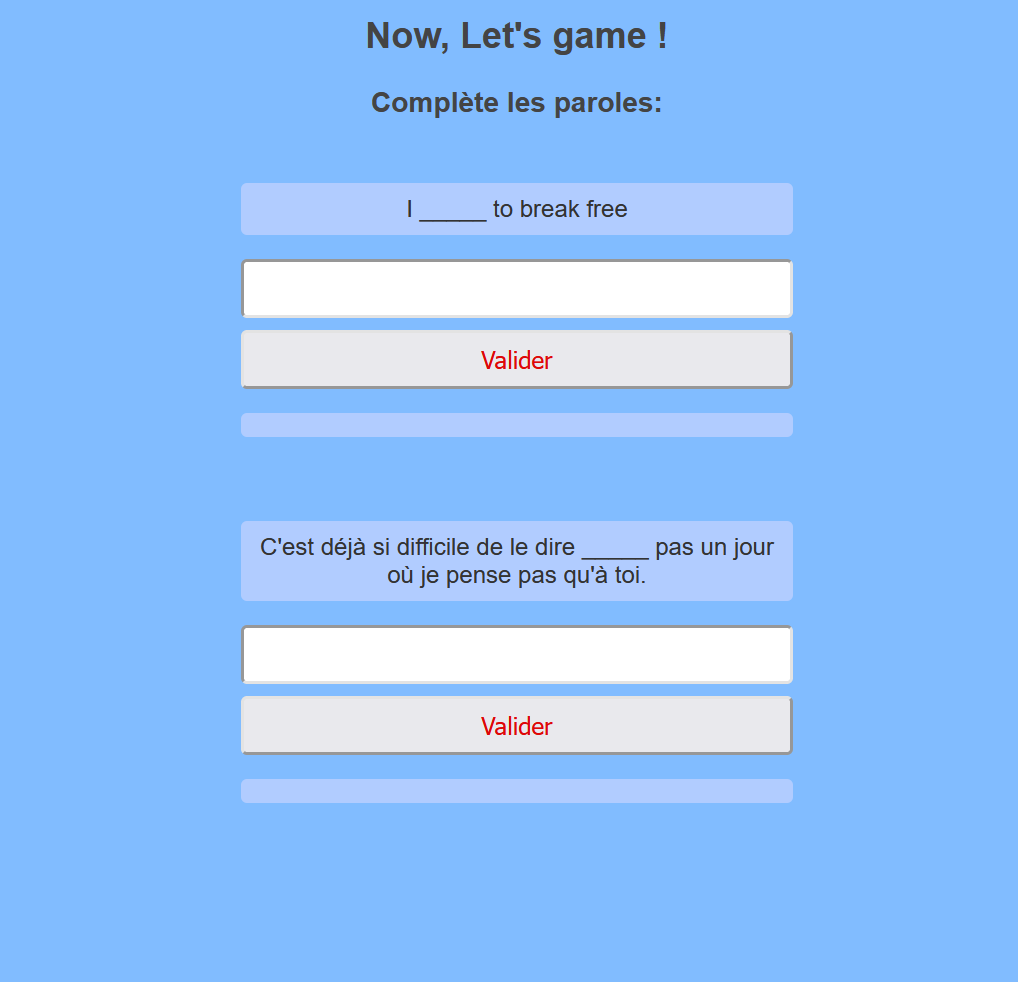 Now, Let's game !
Complète les paroles:
I _____ to break free
Valider
C'est déjà si difficile de le dire _____ pas un jour
où je pense pas qu'à toi.
Valider